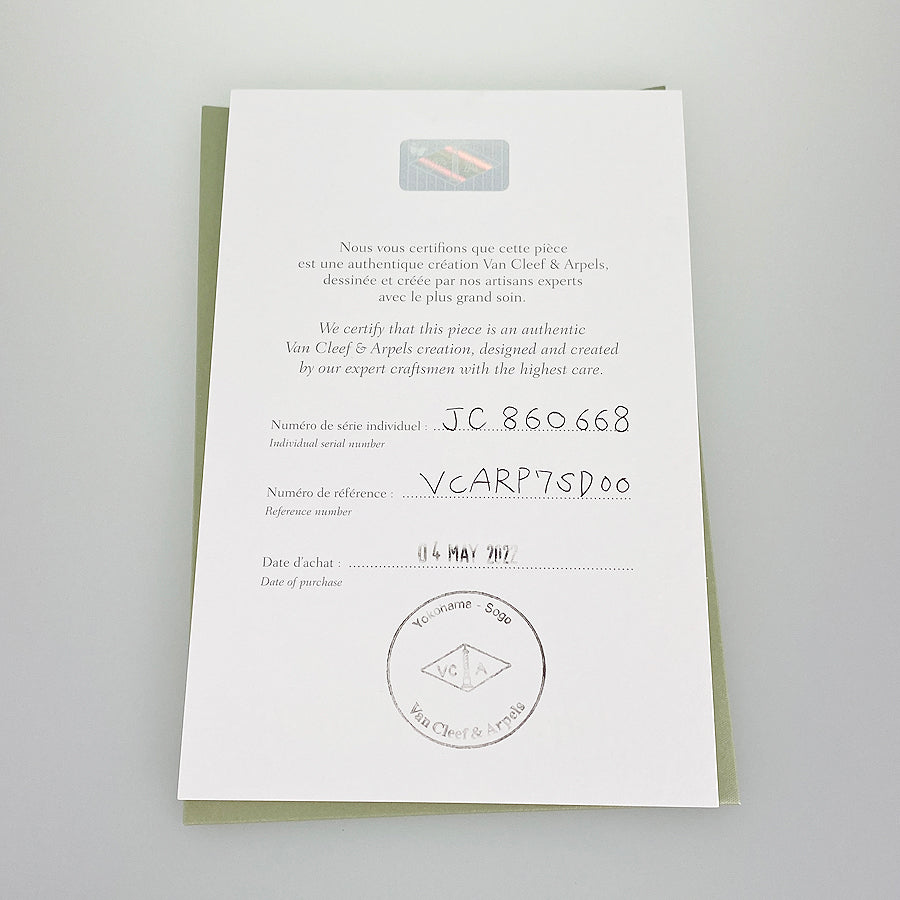 Nous vous certifions que cette pièce
est une authentique création Van Cleef & Arpels,
dessinée et créée par nos artisans experts
avec le plus grand soin.
We certify that this piece is an authentic
Van Cleef & Arpels creation, designed and created
by our expert craftsmen with the highest care.
Numéro de série individuel : JC 860668
Individual serial number
Numéro de référence : VCARP7SD00
Reference number
Date d'achat : 04 MAY 2022
Date of purchase
Yokohama - Sogo
VC A
Van Cleef & Arpels